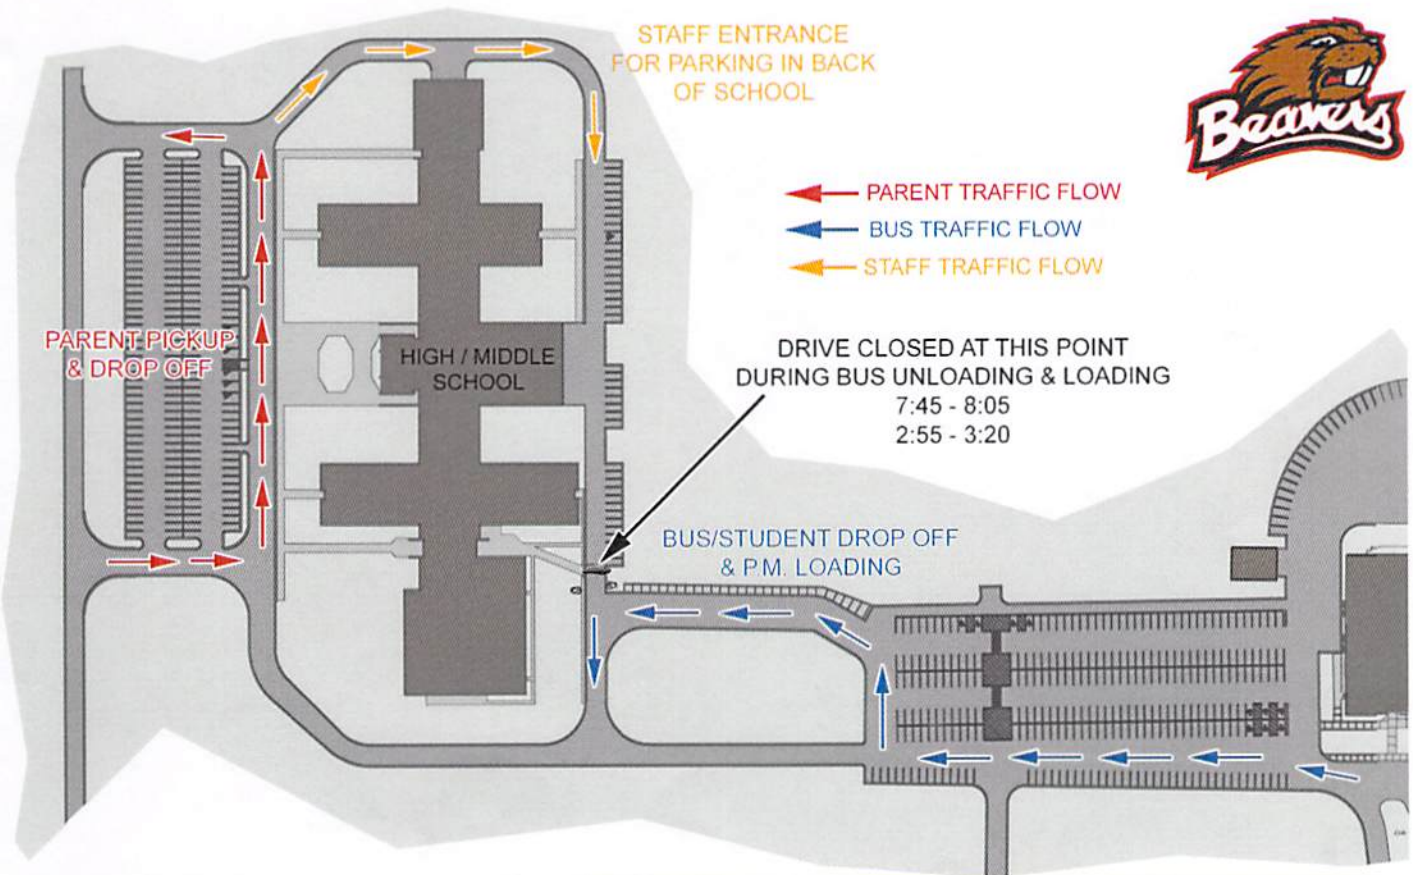 STAFF ENTRANCE
FOR PARKING IN BACK
OF SCHOOL
Beavers
PARENT TRAFFIC FLOW
BUS TRAFFIC FLOW
STAFF TRAFFIC FLOW
PARENT PICKUP
& DROP OFF
HIGH / MIDDLE
SCHOOL
DRIVE CLOSED AT THIS POINT
DURING BUS UNLOADING & LOADING
7:45 - 8:05
2:55 - 3:20
BUS/STUDENT DROP OFF
& P.M. LOADING